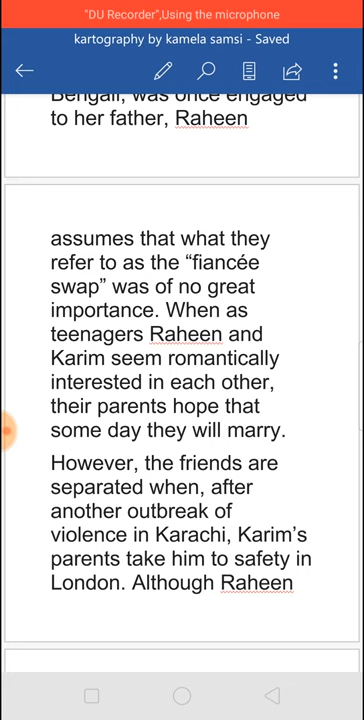 "DU Recorder",Using the microphone
kartography by kamela samsi - Saved
Bengali, was once engaged
to her father, Raheen
assumes that what they
refer to as the “fiancée
swap” was of no great
importance. When as
teenagers Raheen and
Karim seem romantically
interested in each other,
their parents hope that
some day they will marry.
However, the friends are
separated when, after
another outbreak of
violence in Karachi, Karim’s
parents take him to safety in
London. Although Raheen